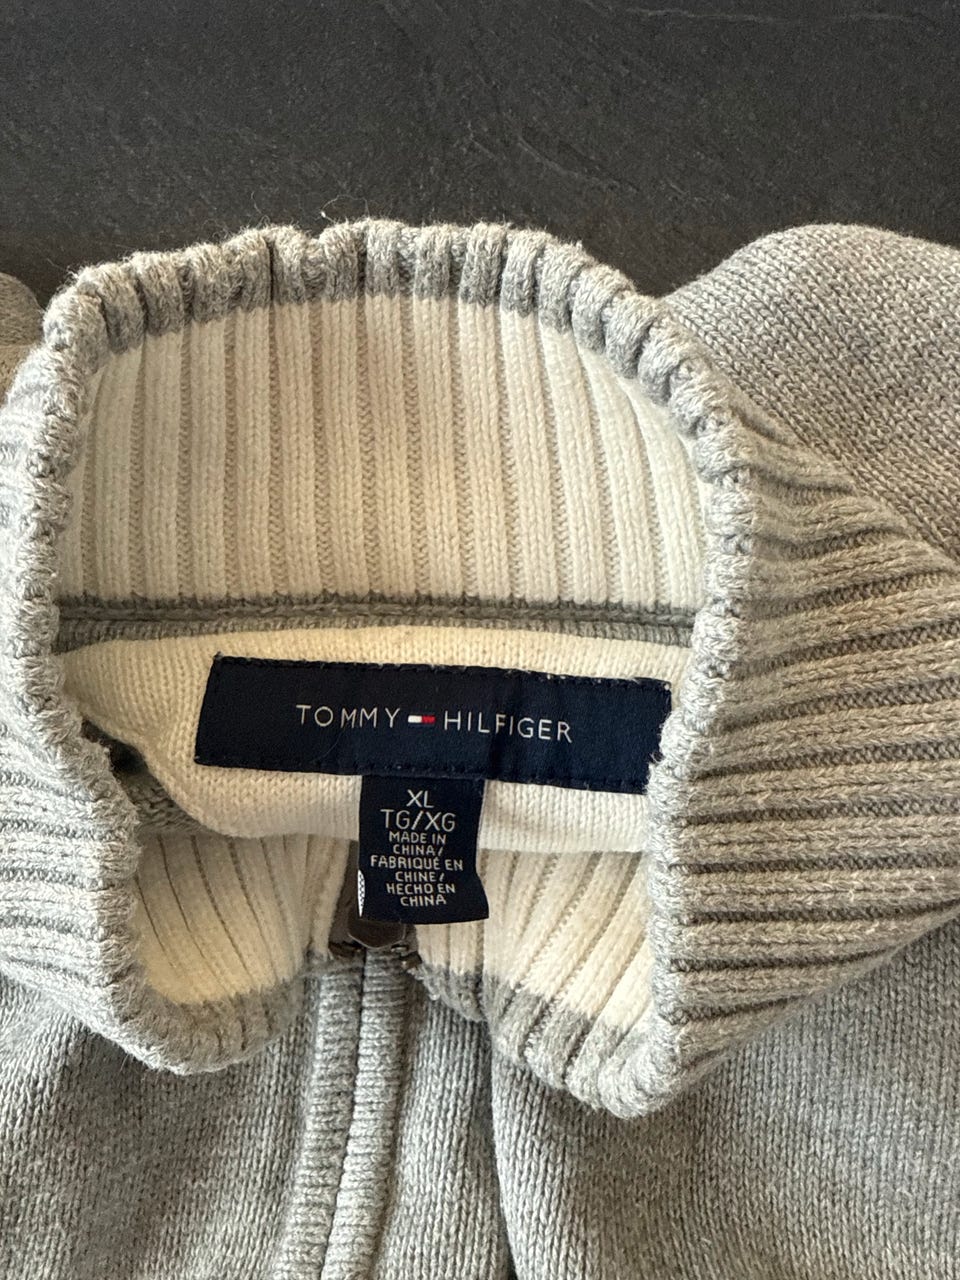 TOMMY HILFIGER
XL
TG/XG
MADE IN
CHINA/
FABRIQUÉ EN
CHINE/
HECHO EN
CHINA